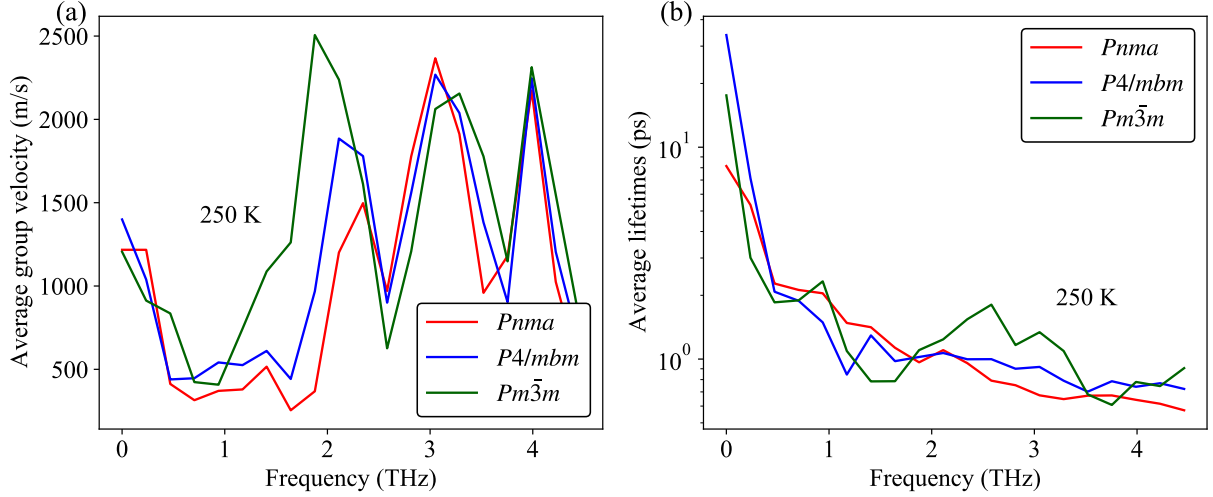 (a)
Average group velocity (m/s)
2500
2000
1500
1000
500
250 K
Pnma
P4/mbm
Pm3̄m
0
1
2
3
4
Frequency (THz)
(b)
Average lifetimes (ps)
10¹
10⁰
Pnma
P4/mbm
Pm3̄m
250 K
0
1
2
3
4
Frequency (THz)